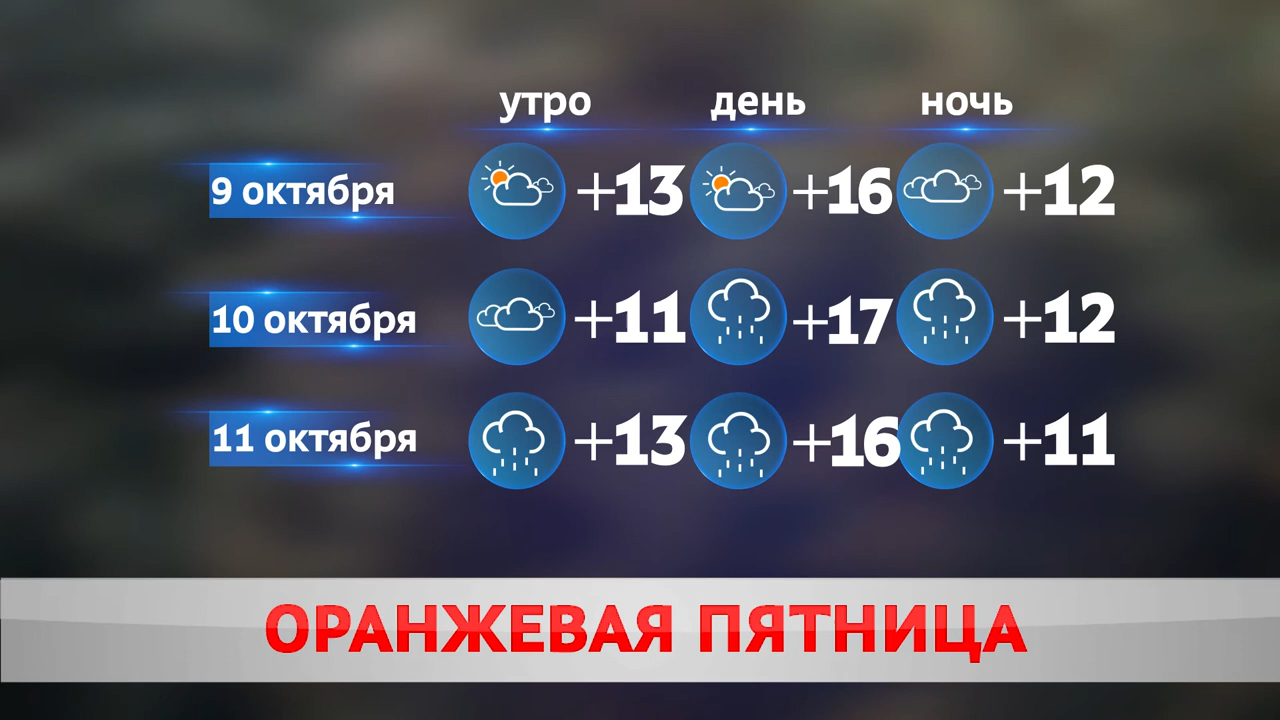 утро день ночь
9 октября +13 +16 +12
10 октября +11 +17 +12
11 октября +13 +16 +11
ОРАНЖЕВАЯ ПЯТНИЦА